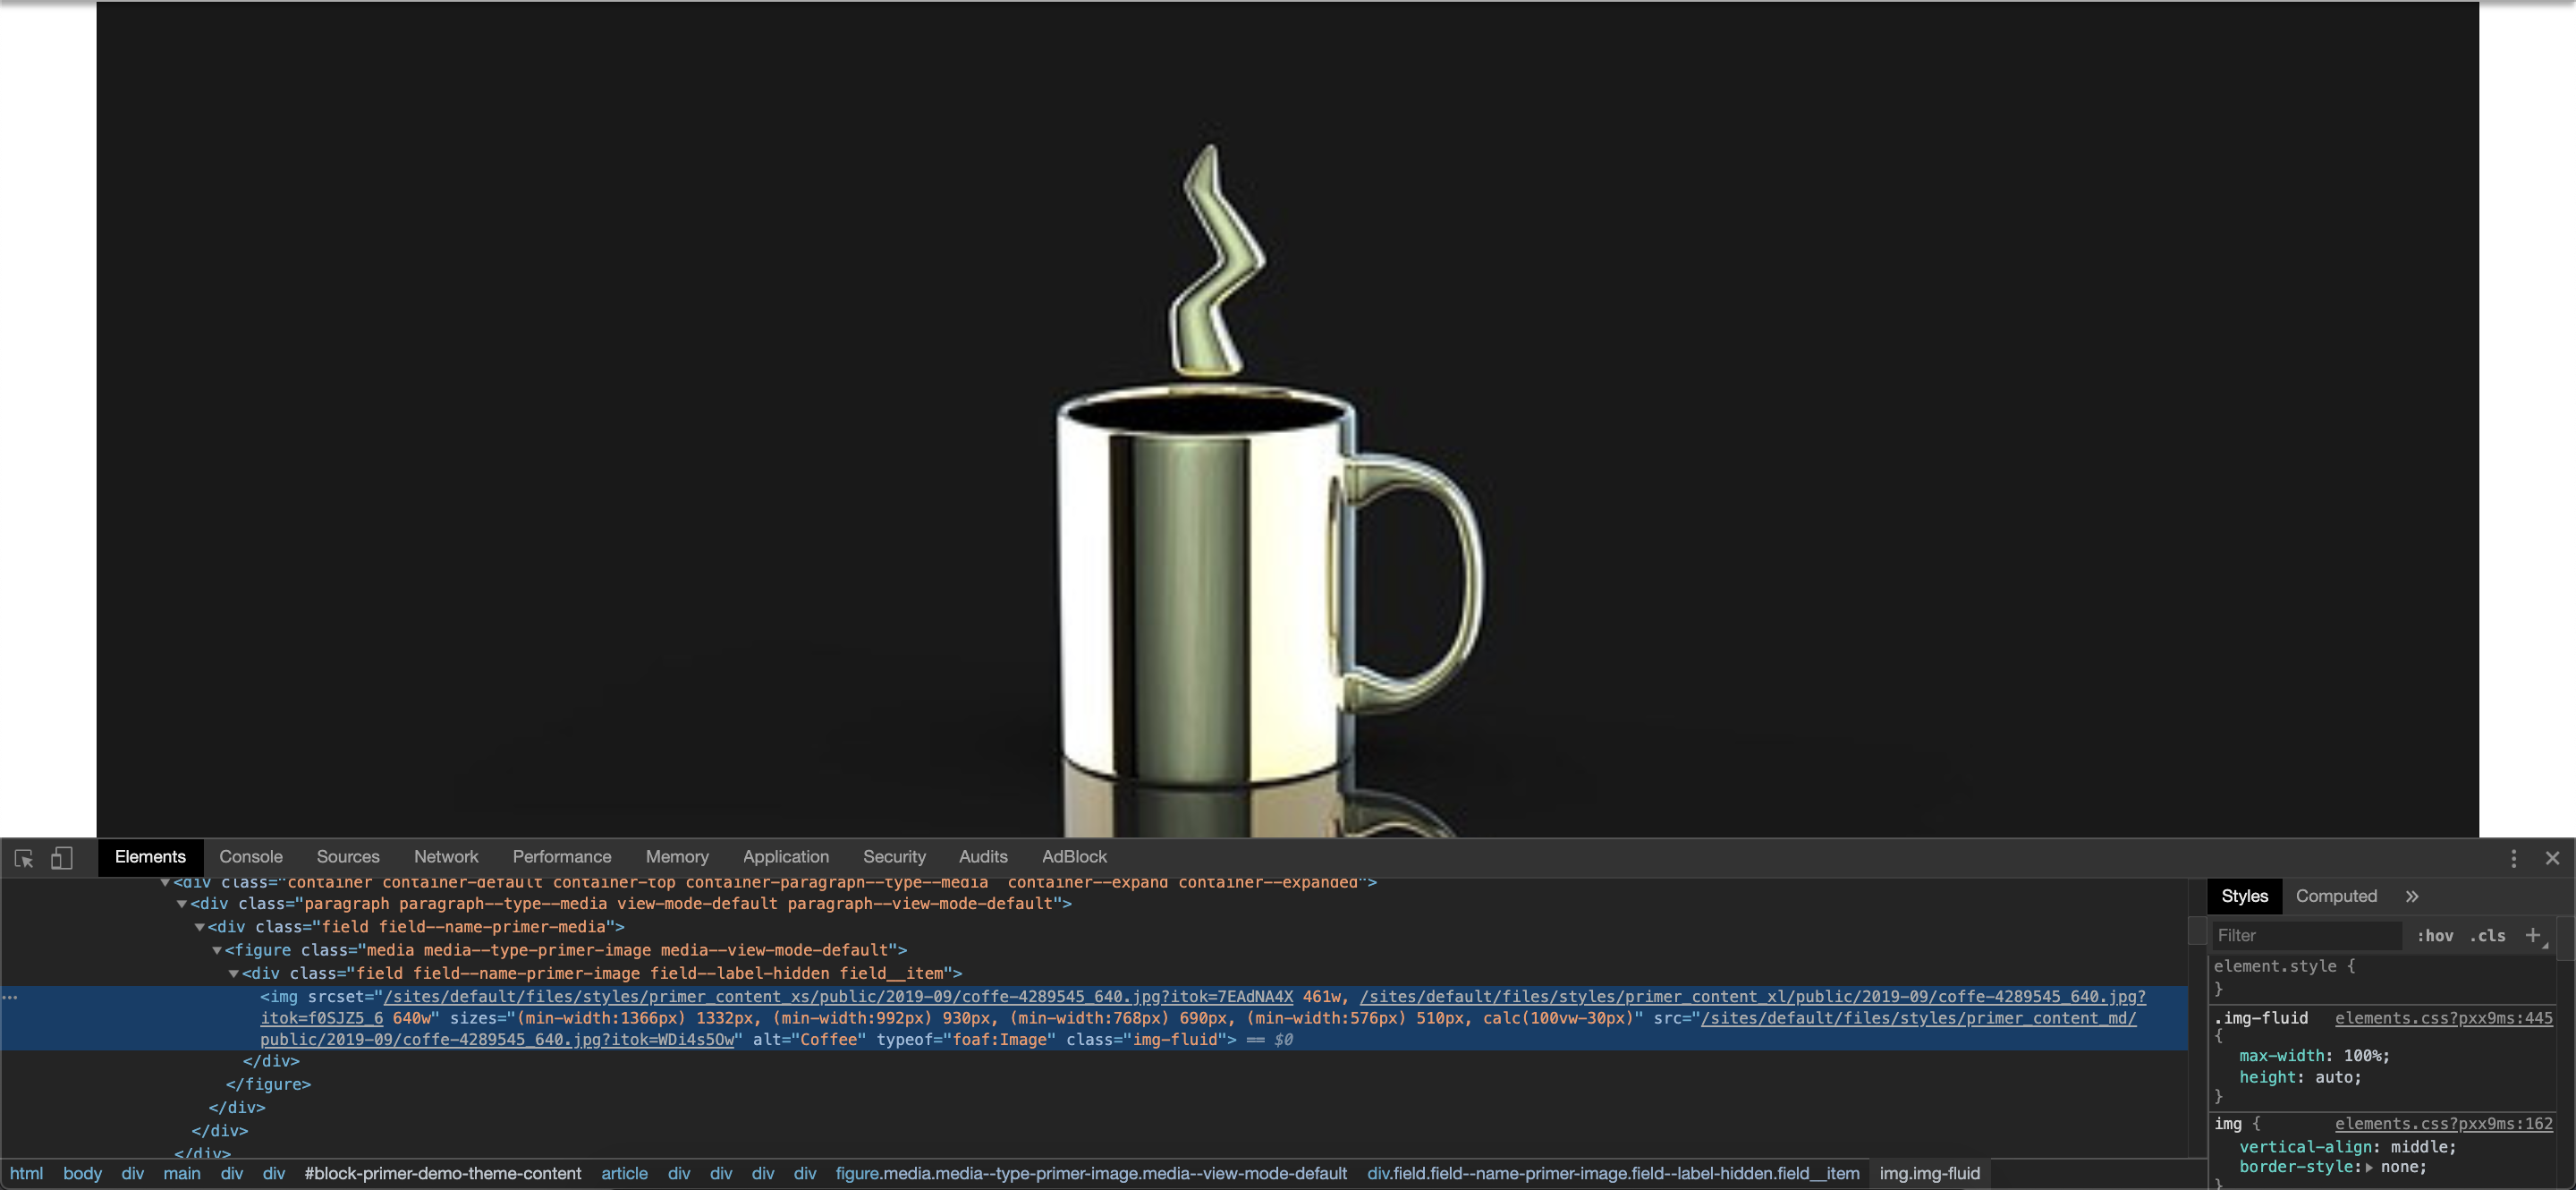 Elements Console Sources Network Performance Memory Application Security Audits AdBlock
<div class="container container-default container-top container-paragraph--type--media  container--expand container--expanded">
<div class="paragraph paragraph--type--media view-mode-default paragraph--view-mode-default">
<div class="field field--name-primer-media">
<figure class="media media--type-primer-image media--view-mode-default">
<div class="field field--name-primer-image field--label-hidden field__item">
<img srcset="/sites/default/files/styles/primer_content_xs/public/2019-09/coffe-4289545_640.jpg?itok=7EAdNA4X 461w, /sites/default/files/styles/primer_content_xl/public/2019-09/coffe-4289545_640.jpg?
itok=f0SJZ5_6 640w" sizes="(min-width:1366px) 1332px, (min-width:992px) 930px, (min-width:768px) 690px, (min-width:576px) 510px, calc(100vw-30px)" src="/sites/default/files/styles/primer_content_md/
public/2019-09/coffe-4289545_640.jpg?itok=WDi4s5Ow" alt="Coffee" typeof="foaf:Image" class="img-fluid"> == $0
</div>
</figure>
</div>
</div>
</div>
html body div main div div #block-primer-demo-theme-content article div div div div figure.media.media--type-primer-image.media--view-mode-default div.field.field--name-primer-image.field--label-hidden.field__item img.img-fluid
Styles Computed »
Filter :hov .cls +
element.style {
}
.img-fluid elements.css?pxx9ms:445
{
max-width: 100%;
height: auto;
}
img { elements.css?pxx9ms:162
vertical-align: middle;
border-style: none;
}